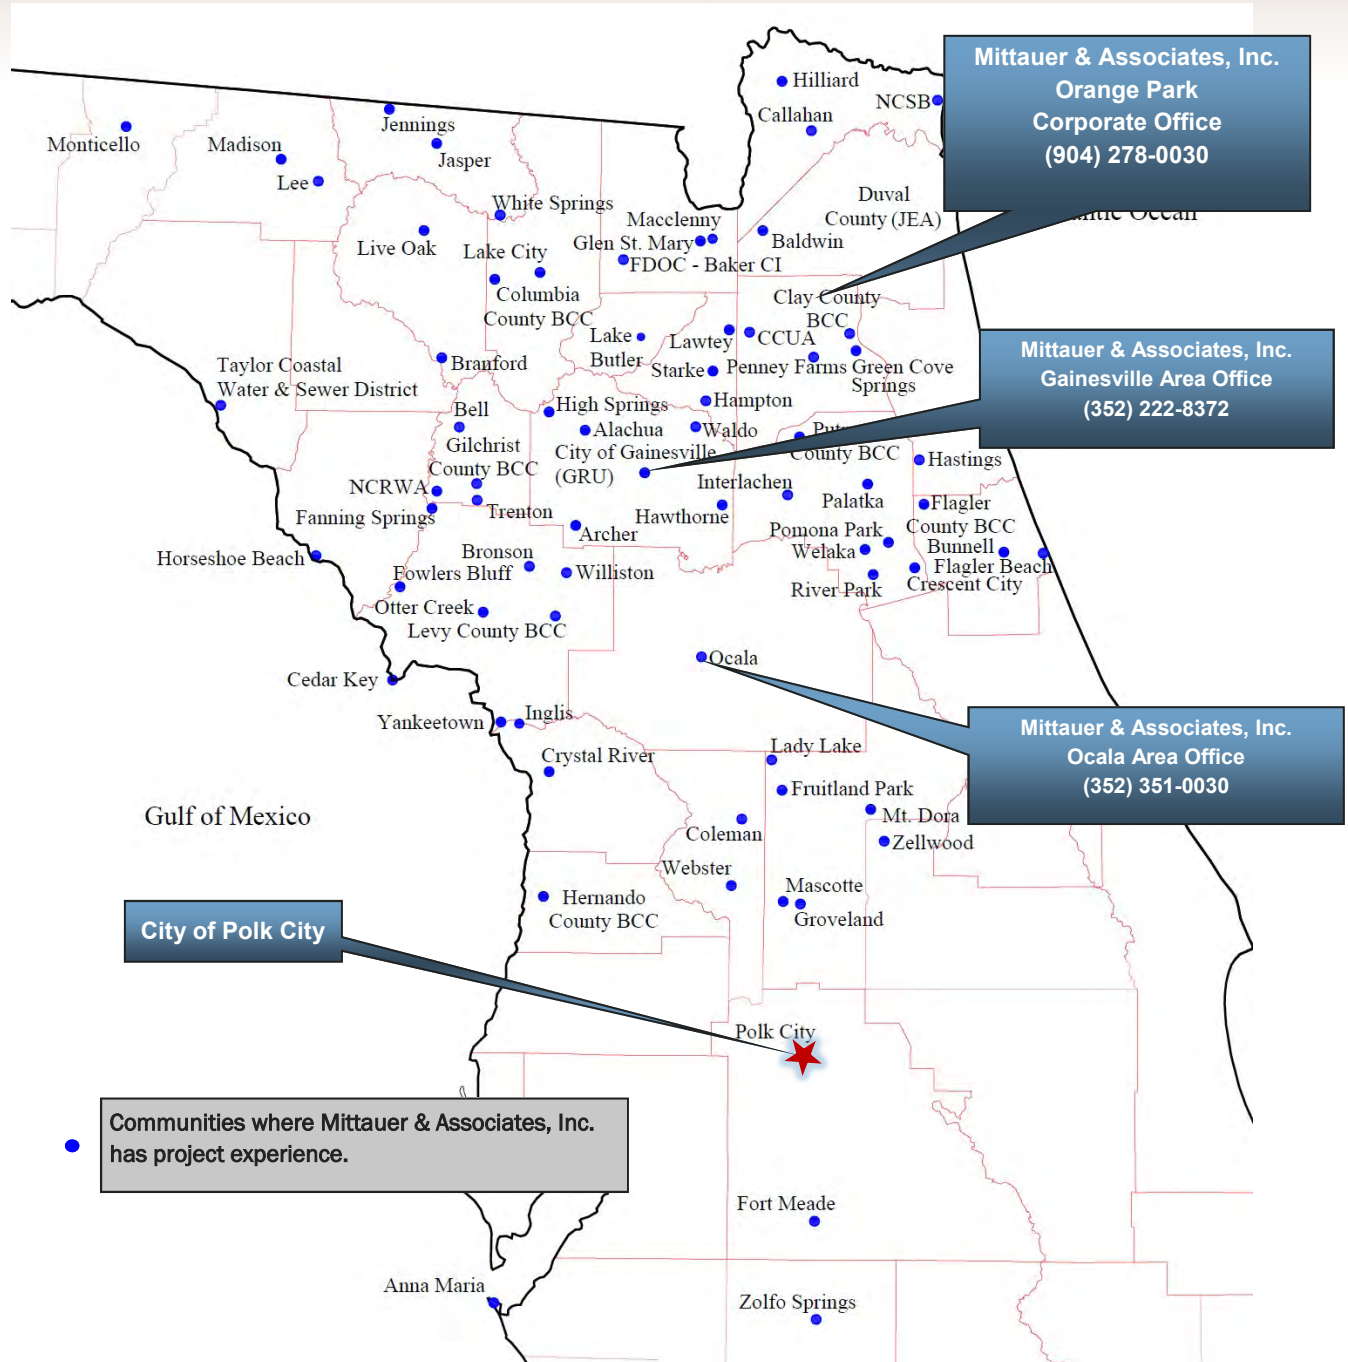 Mittauer & Associates, Inc.
Orange Park
Corporate Office
(904) 278-0030
Hilliard
NCSB
Callahan
Jennings
Jasper
Monticello
Madison
Lee
Duval
County (JEA)
Ocean
White Springs
Macclenny
Glen St. Mary
Baldwin
Live Oak
Lake City
FDOC - Baker CI
Columbia
County BCC
Clay County
BCC
Lake
Butler
Lawtey
CCUA
Mittauer & Associates, Inc.
Gainesville Area Office
(352) 222-8372
Taylor Coastal
Water & Sewer District
Branford
Starke
Penney Farms
Green Cove
Springs
Bell
High Springs
Hampton
Alachua
Waldo
Gilchrist
County BCC
City of Gainesville
(GRU)
County BCC
Hastings
NCRWA
Interlachen
Palatka
Flagler
County BCC
Fanning Springs
Trenton
Hawthorne
Archer
Pomona Park
Bunnell
Horseshoe Beach
Bronson
Welaka
Flagler Beach
Fowlers Bluff
Williston
River Park
Crescent City
Otter Creek
Levy County BCC
Ocala
Cedar Key
Yankeetown
Inglis
Mittauer & Associates, Inc.
Ocala Area Office
(352) 351-0030
Crystal River
Lady Lake
Fruitland Park
Gulf of Mexico
Coleman
Mt. Dora
Zellwood
Webster
Mascotte
Groveland
Hernando
County BCC
City of Polk City
Polk City
Communities where Mittauer & Associates, Inc.
has project experience.
Fort Meade
Anna Maria
Zolfo Springs